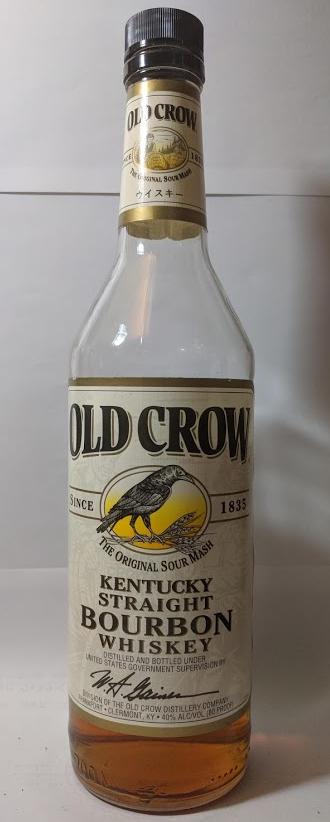 OLD CROW
SINCE 1835
THE ORIGINAL SOUR MASH
ウイスキー
OLD CROW
SINCE 1835
THE ORIGINAL SOUR MASH
KENTUCKY
STRAIGHT
BOURBON
WHISKEY
DISTILLED AND BOTTLED UNDER
UNITED STATES GOVERNMENT SUPERVISION BY
W.A. Gaines
DIVISION OF THE OLD CROW DISTILLERY COMPANY
FRANKFORT • CLERMONT, KY • 40% ALC/VOL (80 PROOF)